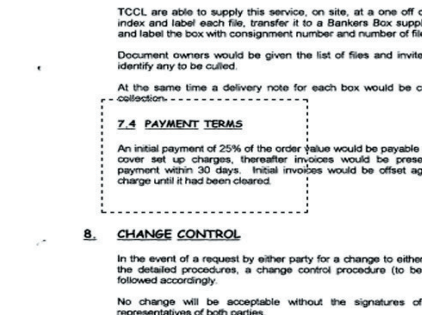 TCCL are able to supply this service, on site, at a one off
index and label each file, transfer it to a Bankers Box
and label the box with consignment number and number of
Document owners would be given the list of files and
identify any to be culled.
At the same time a delivery note for each box would be
collection.
7.4 PAYMENT TERMS
An initial payment of 25% of the order value would be payable
cover set up charges, thereafter invoices would be
payment within 30 days. Initial invoices would be offset
charge until it had been cleared.
8. CHANGE CONTROL
In the event of a request by either party for a change to
the detailed procedures, a change control procedure (to be
followed accordingly.
No change will be acceptable without the signatures of
representatives of both parties.